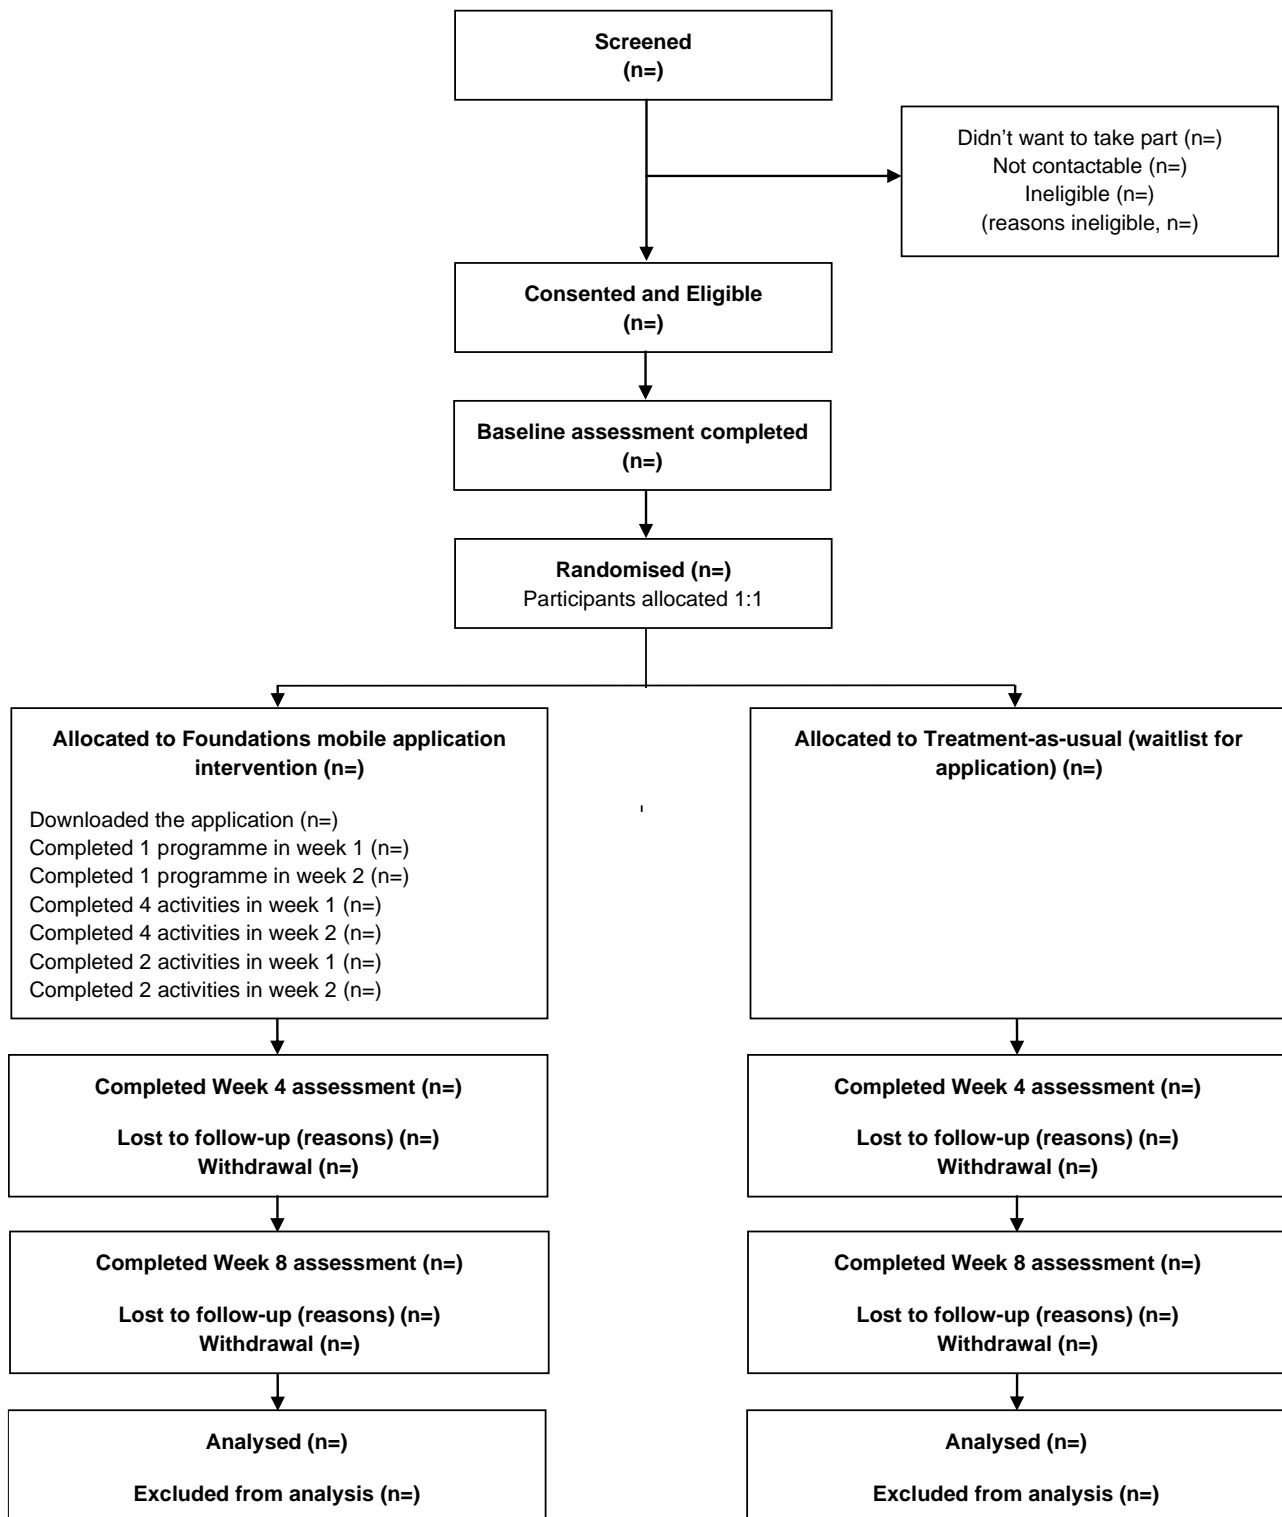 Screened
(n=)
Didn’t want to take part (n=)
Not contactable (n=)
Ineligible (n=)
(reasons ineligible, n=)
Consented and Eligible
(n=)
Baseline assessment completed
(n=)
Randomised (n=)
Participants allocated 1:1
Allocated to Foundations mobile application
intervention (n=)
Downloaded the application (n=)
Completed 1 programme in week 1 (n=)
Completed 1 programme in week 2 (n=)
Completed 4 activities in week 1 (n=)
Completed 4 activities in week 2 (n=)
Completed 2 activities in week 1 (n=)
Completed 2 activities in week 2 (n=)
Allocated to Treatment-as-usual (waitlist for
application) (n=)
Completed Week 4 assessment (n=)
Lost to follow-up (reasons) (n=)
Withdrawal (n=)
Completed Week 4 assessment (n=)
Lost to follow-up (reasons) (n=)
Withdrawal (n=)
Completed Week 8 assessment (n=)
Lost to follow-up (reasons) (n=)
Withdrawal (n=)
Completed Week 8 assessment (n=)
Lost to follow-up (reasons) (n=)
Withdrawal (n=)
Analysed (n=)
Excluded from analysis (n=)
Analysed (n=)
Excluded from analysis (n=)